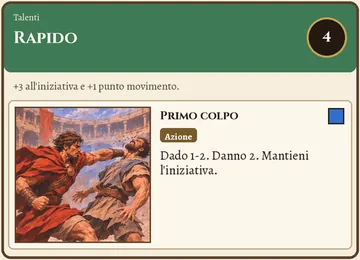 Talenti
Rapido
4
+3 all'iniziativa e +1 punto movimento.
Primo colpo
Azione
Dado 1-2. Danno 2. Mantieni
l'iniziativa.